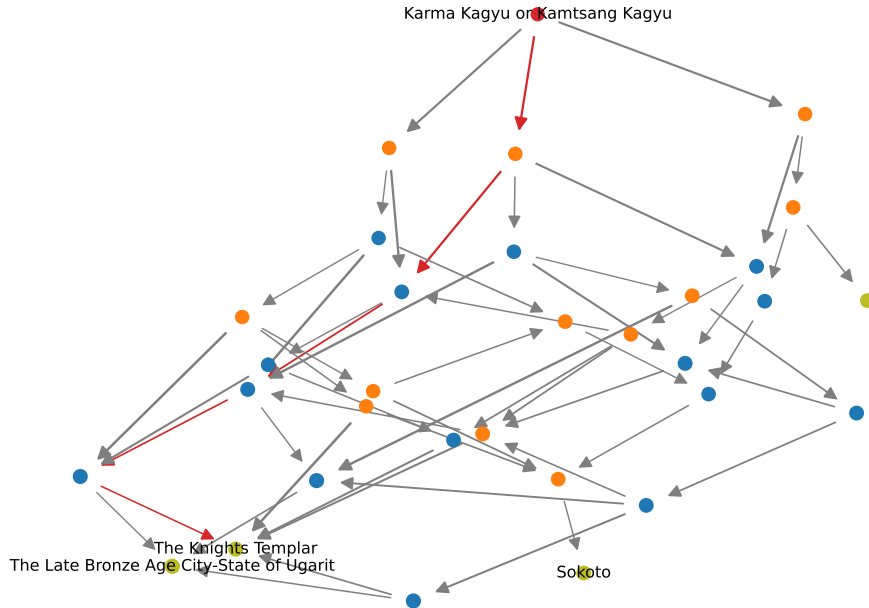 Karma Kagyu or Kamtsang Kagyu
The Knights Templar
The Late Bronze Age City-State of Ugarit
Sokoto